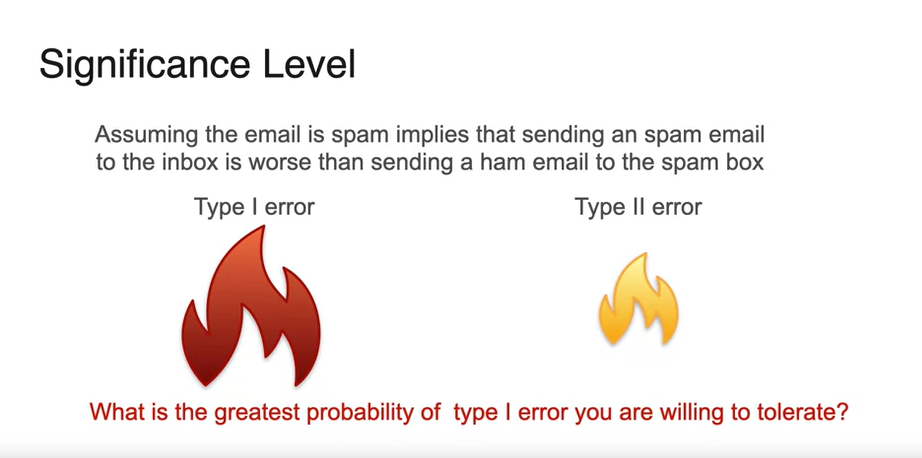 Significance Level
Assuming the email is spam implies that sending an spam email
to the inbox is worse than sending a ham email to the spam box
Type I error
Type II error
What is the greatest probability of  type I error you are willing to tolerate?